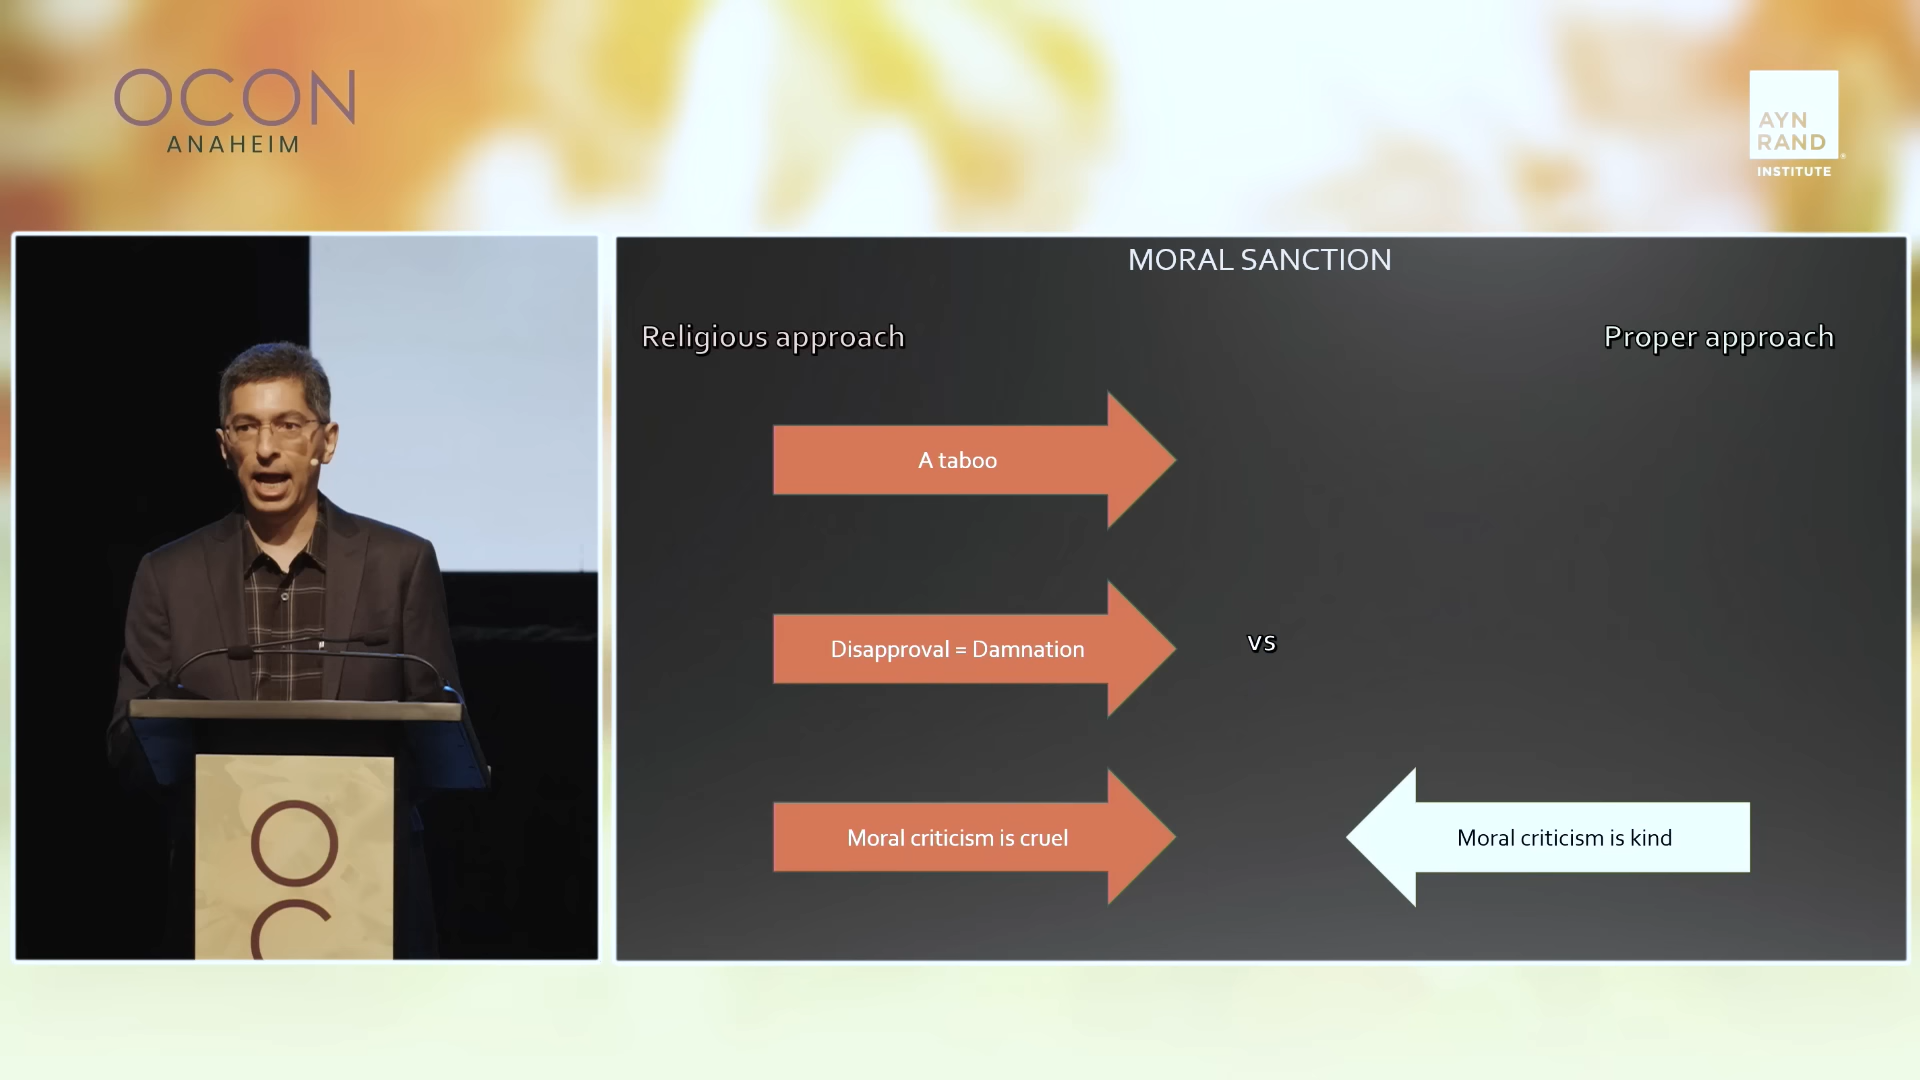 OCON
ANAHEIM
AYN
RAND
INSTITUTE
MORAL SANCTION
Religious approach
Proper approach
A taboo
Disapproval = Damnation
vs
Moral criticism is cruel
Moral criticism is kind
OC